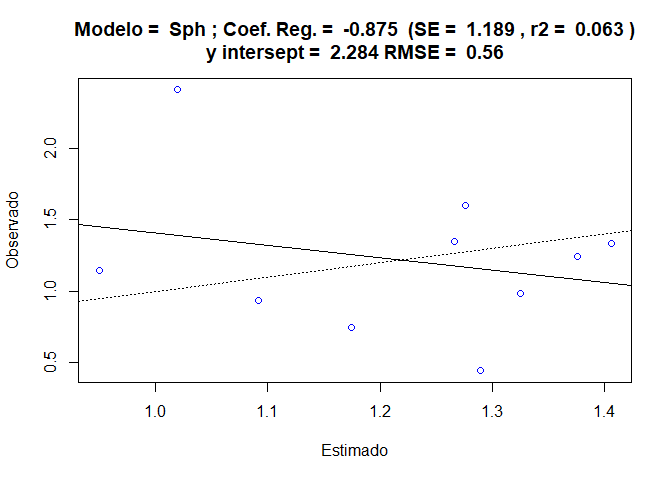 Modelo =  Sph ; Coef. Reg. =  -0.875  (SE =  1.189 , r2 =  0.063 )
y intersept =  2.284 RMSE =  0.56
Observado
2.0
1.5
1.0
0.5
1.0 1.1 1.2 1.3 1.4
Estimado